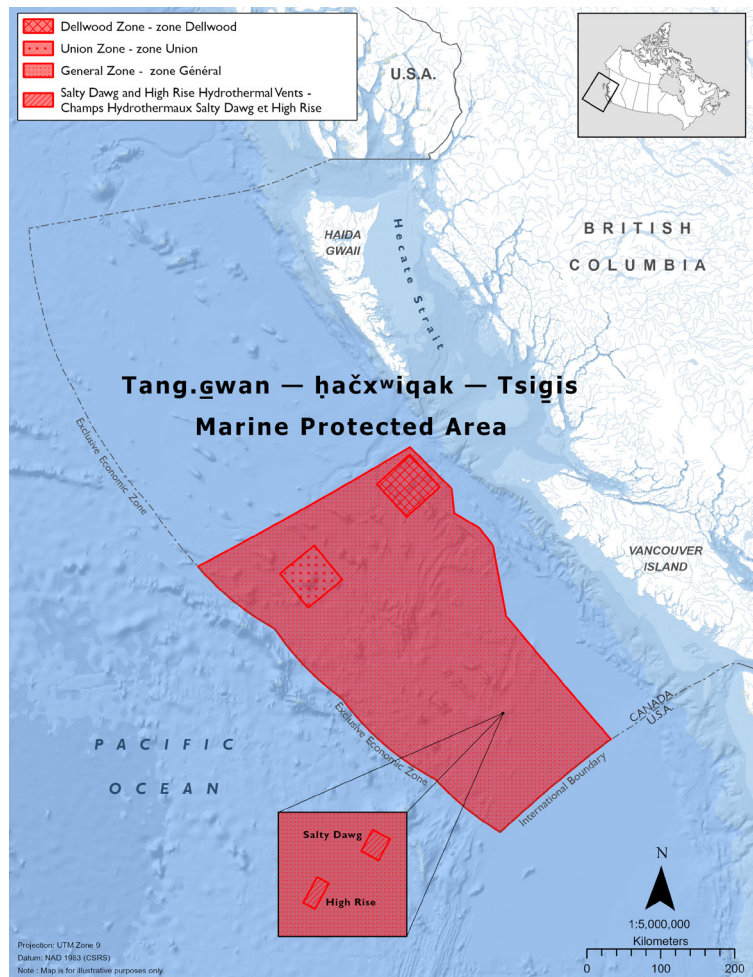 Dellwood Zone - zone Dellwood
Union Zone - zone Union
General Zone -  zone Général
Salty Dawg and High Rise Hydrothermal Vents -
Champs Hydrothermaux Salty Dawg et High Rise
U.S.A.
HAIDA
GWAII
Hecate Strait
BRITISH
COLUMBIA
Tang.g̱wan — ḥačxʷiqak — Tsig̱is
Marine Protected Area
Exclusive Economic Zone
VANCOUVER
ISLAND
CANADA
U.S.A.
PACIFIC
OCEAN
Exclusive Economic Zone
International Boundary
Salty Dawg
High Rise
N
1:5,000,000
Kilometers
0 100 200
Projection: UTM Zone 9
Datum: NAD 1983 (CSRS)
Note : Map is for illustrative purposes only.